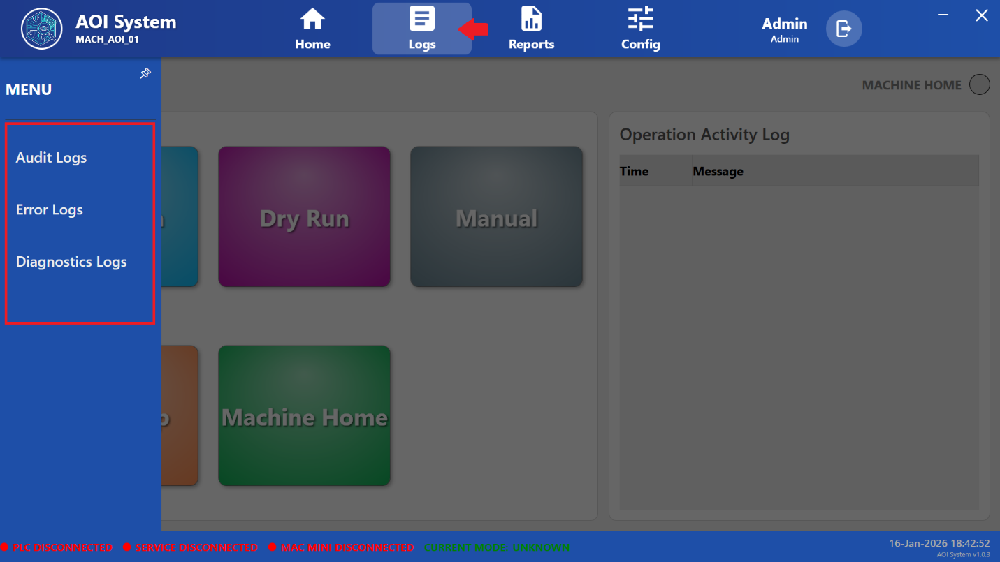 AOI System
MACH_AOI_01
Home
Logs
Reports
Config
Admin
Admin
MENU
Audit Logs
Error Logs
Diagnostics Logs
MACHINE HOME
Dry Run
Manual
Machine Home
Operation Activity Log
Time Message
PLC DISCONNECTED SERVICE DISCONNECTED MAC MINI DISCONNECTED CURRENT MODE: UNKNOWN
16-Jan-2026 18:42:52
AOI System v1.0.3